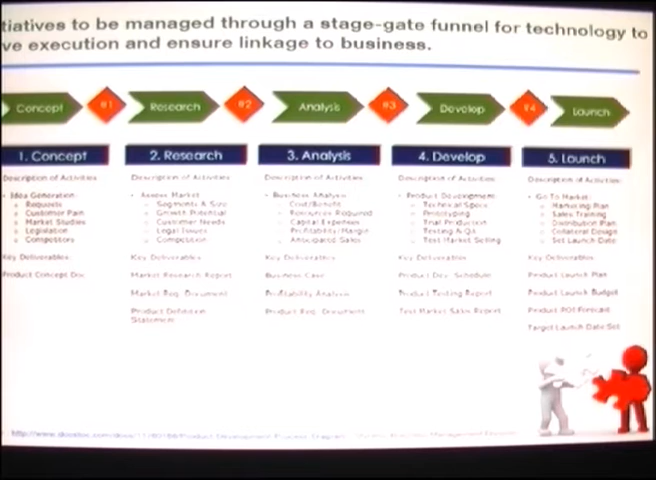 tiatives to be managed through a stage-gate funnel for technology to
ve execution and ensure linkage to business.
Concept #1 Research #2 Analysis #3 Develop #4 Launch
1. Concept 2. Research 3. Analysis 4. Develop 5. Launch
Description of Activities
Idea Generation
Requests
Customer Pain
Market Studies
Legislation
Competitors
Key Deliverables
Product Concept Doc
Description of Activities
Assess Market
Segments & Size
Growth Potential
Customer Needs
Legal Issues
Competition
Key Deliverables
Market Research Report
Market Req. Document
Product Definition
Statement
Description of Activities
Business Analysis
Cost/Benefit
Resources Required
Capital Expenses
Profitability/Margin
Anticipated Sales
Key Deliverables
Business Case
Profitability Analysis
Product Req. Document
Description of Activities
Product Development
Technical Specs
Prototyping
Trial Production
Testing & QA
Test Market Selling
Key Deliverables
Product Dev. Schedule
Product Testing Report
Test Market Sales Report
Description of Activities
Go To Market
Marketing Plan
Sales Training
Distribution Plan
Collateral Design
Set Launch Date
Key Deliverables
Product Launch Plan
Product Launch Budget
Product ROI Forecast
Target Launch Date Set